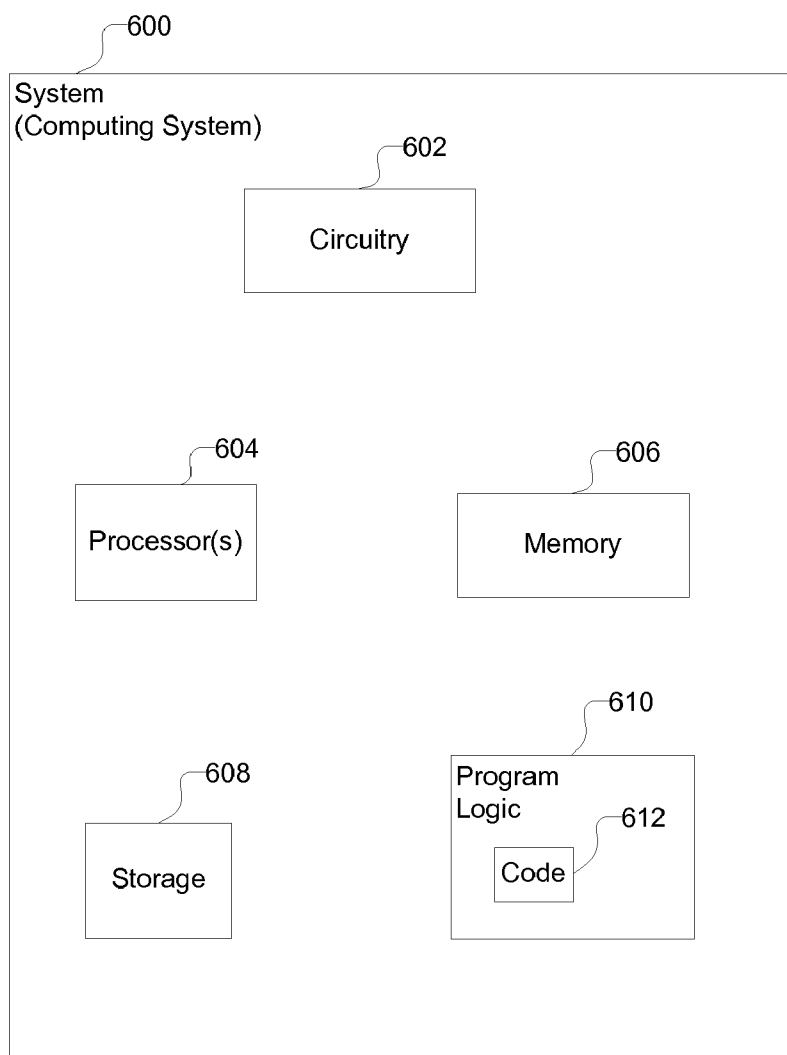 600
System
(Computing System)
602
Circuitry
604
606
Processor(s)
Memory
610
608
Program
Logic
612
Code
Storage